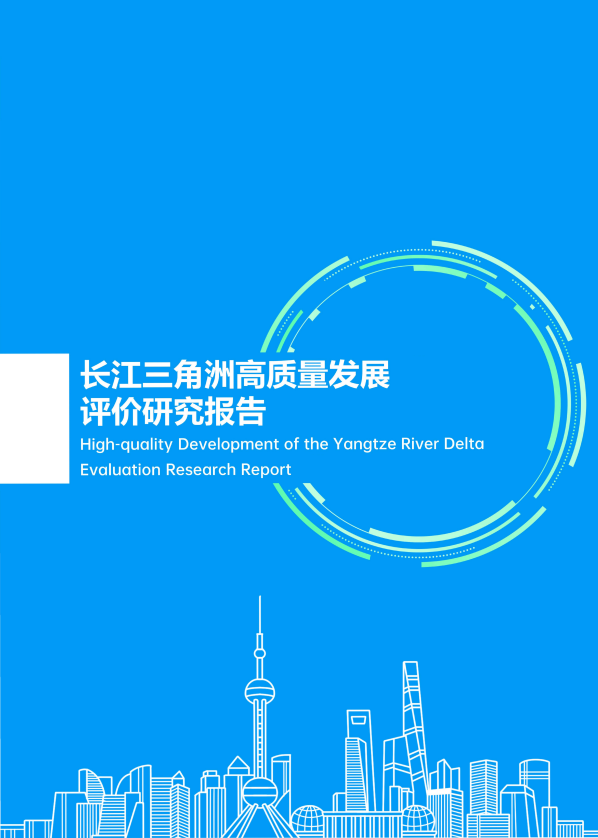 长江三角洲高质量发展
评价研究报告
High-quality Development of the Yangtze River Delta
Evaluation Research Report